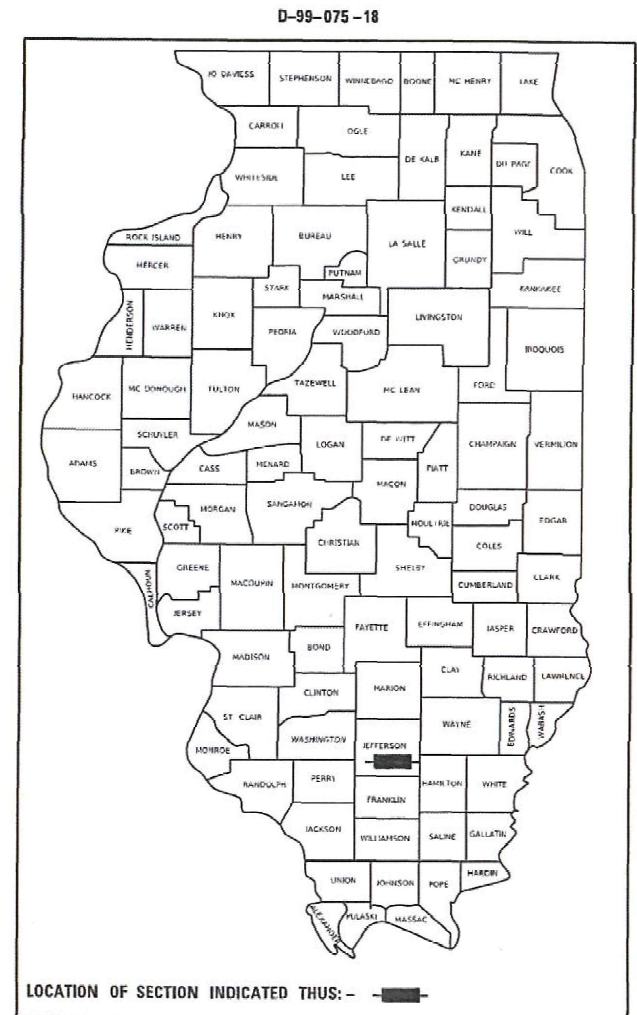 D-99-075-18
JO DAVIESS STEPHENSON WINNEBAGO BOONE MC HENRY LAKE
CARROLL OGLE
DE KALB KANE DU PAGE COOK
WHITESIDE LEE
KENDALL
ROCK ISLAND HENRY BUREAU LA SALLE WILL
MERCER PUTNAM GRUNDY
STARK MARSHALL KANKAKEE
HENDERSON WARREN KNOX PEORIA WOODFORD LIVINGSTON
IROQUOIS
HANCOCK MC DONOUGH FULTON TAZEWELL MC LEAN FORD
MASON
SCHUYLER LOGAN DE WITT CHAMPAIGN VERMILION
ADAMS BROWN CASS MENARD PIATT
MACON
MORGAN SANGAMON DOUGLAS
PIKE SCOTT MOULTRIE EDGAR
CHRISTIAN COLES
GREENE SHELBY
CALHOUN MACOUPIN MONTGOMERY CUMBERLAND CLARK
JERSEY
FAYETTE EFFINGHAM JASPER CRAWFORD
MADISON BOND
CLAY RICHLAND LAWRENCE
CLINTON MARION
ST CLAIR WAYNE EDWARDS WABASH
MONROE WASHINGTON JEFFERSON
RANDOLPH PERRY HAMILTON WHITE
FRANKLIN
JACKSON WILLIAMSON SALINE GALLATIN
UNION JOHNSON POPE HARDIN
ALEXANDER PULASKI MASSAC
LOCATION OF SECTION INDICATED THUS: -